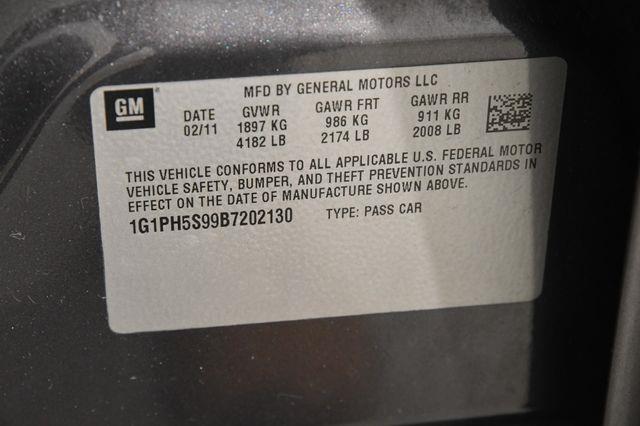 MFD BY GENERAL MOTORS LLC
GM
DATE GVWR GAWR FRT GAWR RR
02/11 1897 KG 986 KG 911 KG
4182 LB 2174 LB 2008 LB
THIS VEHICLE CONFORMS TO ALL APPLICABLE U.S. FEDERAL MOTOR
VEHICLE SAFETY, BUMPER, AND THEFT PREVENTION STANDARDS IN
EFFECT ON THE DATE OF MANUFACTURE SHOWN ABOVE.
1G1PH5S99B7202130 TYPE: PASS CAR